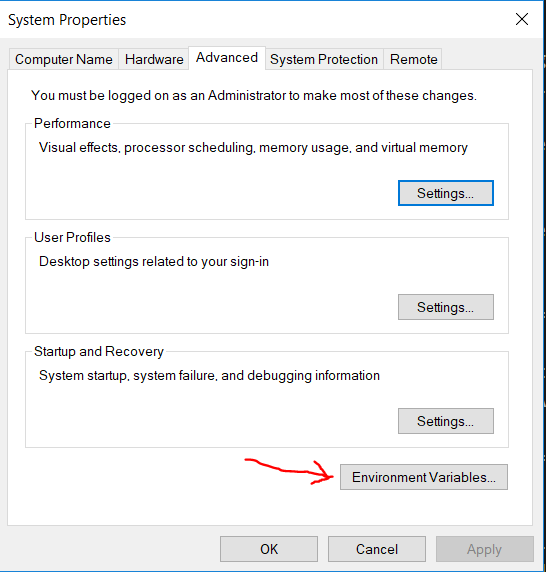 System Properties
Computer Name Hardware Advanced System Protection Remote
You must be logged on as an Administrator to make most of these changes.
Performance
Visual effects, processor scheduling, memory usage, and virtual memory
Settings...
User Profiles
Desktop settings related to your sign-in
Settings...
Startup and Recovery
System startup, system failure, and debugging information
Settings...
Environment Variables...
OK Cancel Apply